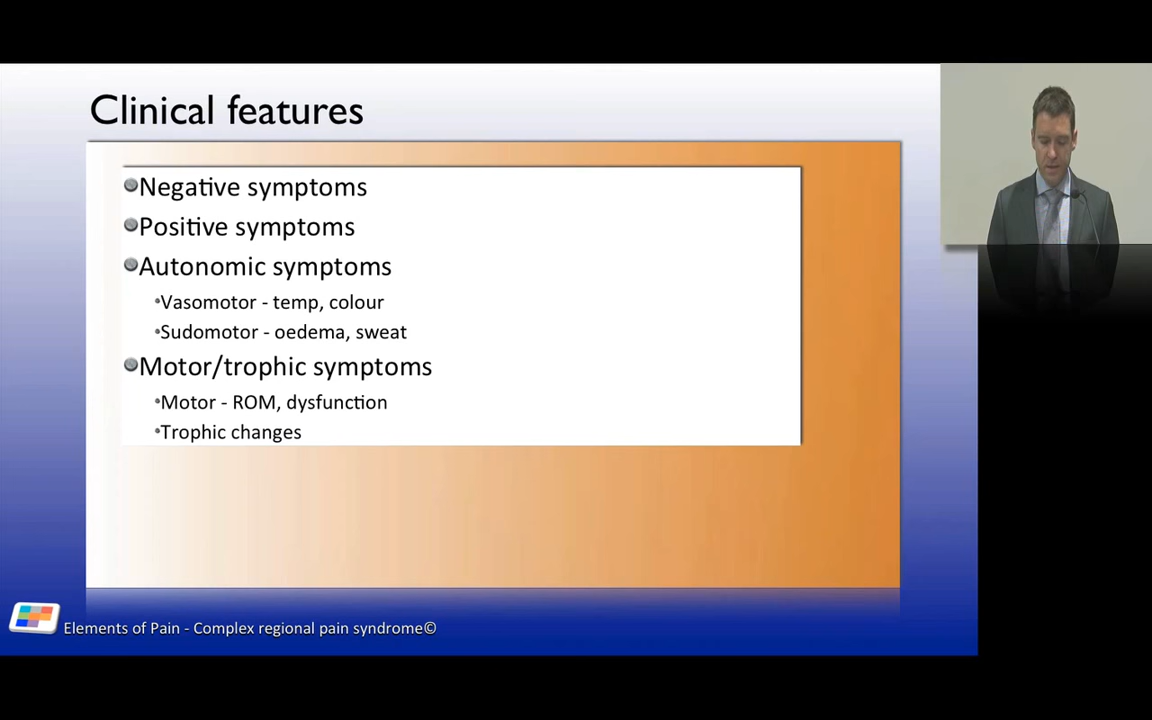 Clinical features
Negative symptoms
Positive symptoms
Autonomic symptoms
Vasomotor - temp, colour
Sudomotor - oedema, sweat
Motor/trophic symptoms
Motor - ROM, dysfunction
Trophic changes
Elements of Pain - Complex regional pain syndrome©